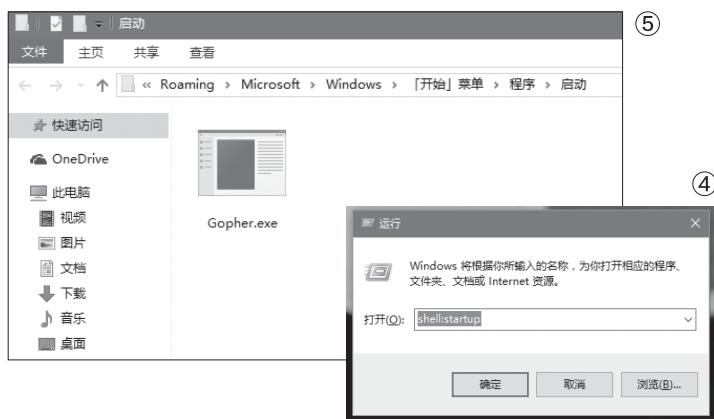 启动
⑤
文件 主页 共享 查看
« Roaming > Microsoft > Windows > 「开始」菜单 > 程序 > 启动
快速访问
OneDrive
此电脑
视频
图片
文档
下载
音乐
桌面
Gopher.exe
④
运行
Windows 将根据你所输入的名称，为你打开相应的程序、
文件夹、文档或 Internet 资源。
打开(O): shell:startup
确定 取消 浏览(B)...